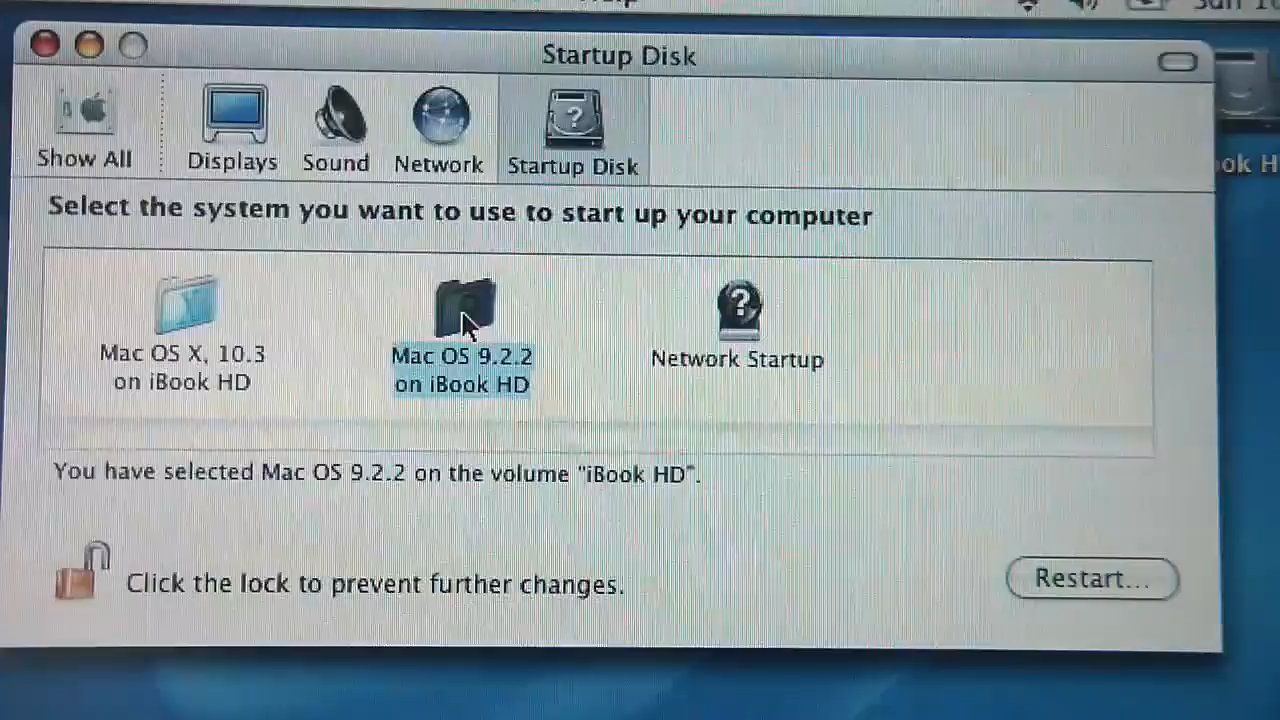 Startup Disk
Show All
Displays
Sound
Network
Startup Disk
Select the system you want to use to start up your computer
Mac OS X, 10.3
on iBook HD
Mac OS 9.2.2
on iBook HD
Network Startup
You have selected Mac OS 9.2.2 on the volume "iBook HD".
Click the lock to prevent further changes.
Restart...